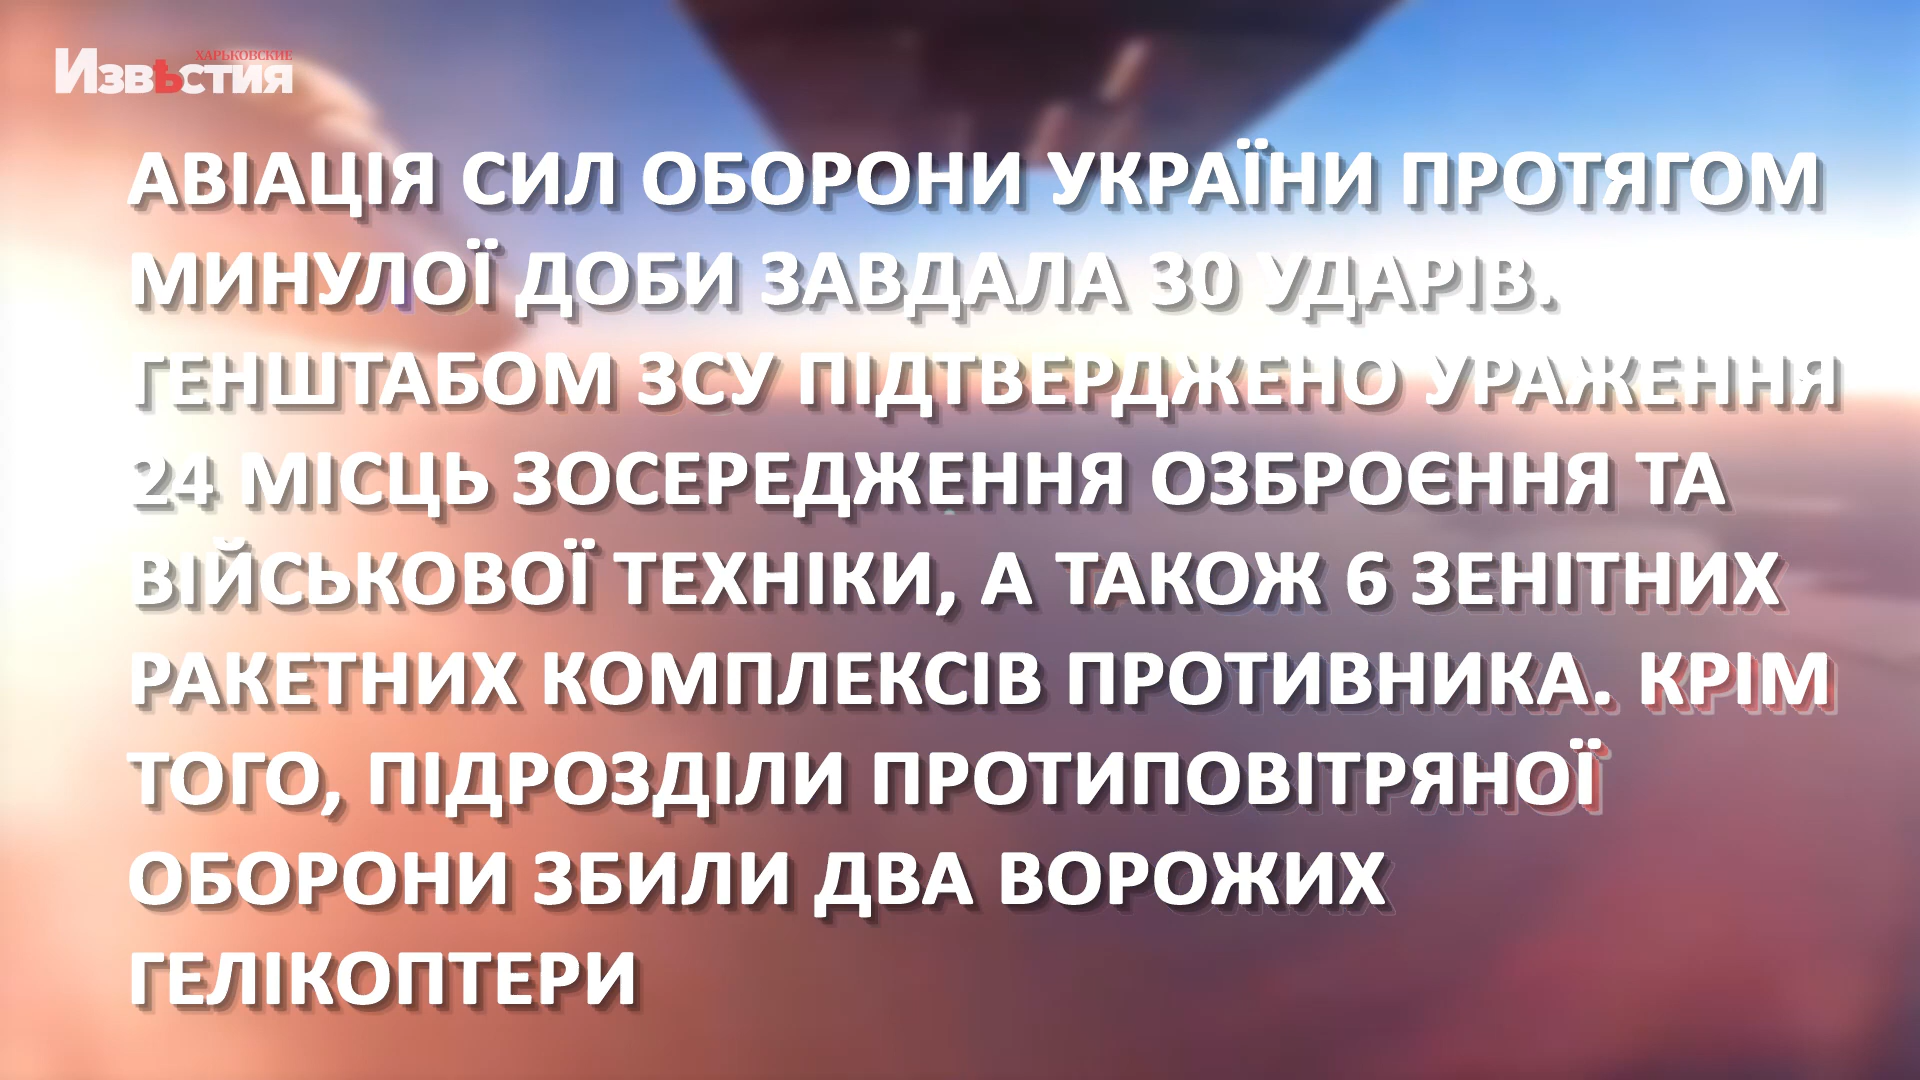 ХАРЬКОВСКИЕ
ИЗВѢСТИЯ
АВІАЦІЯ СИЛ ОБОРОНИ УКРАЇНИ ПРОТЯГОМ
МИНУЛОЇ ДОБИ ЗАВДАЛА 30 УДАРІВ.
ГЕНШТАБОМ ЗСУ ПІДТВЕРДЖЕНО УРАЖЕННЯ
24 МІСЦЬ ЗОСЕРЕДЖЕННЯ ОЗБРОЄННЯ ТА
ВІЙСЬКОВОЇ ТЕХНІКИ, А ТАКОЖ 6 ЗЕНІТНИХ
РАКЕТНИХ КОМПЛЕКСІВ ПРОТИВНИКА. КРІМ
ТОГО, ПІДРОЗДІЛИ ПРОТИПОВІТРЯНОЇ
ОБОРОНИ ЗБИЛИ ДВА ВОРОЖИХ
ГЕЛІКОПТЕРИ